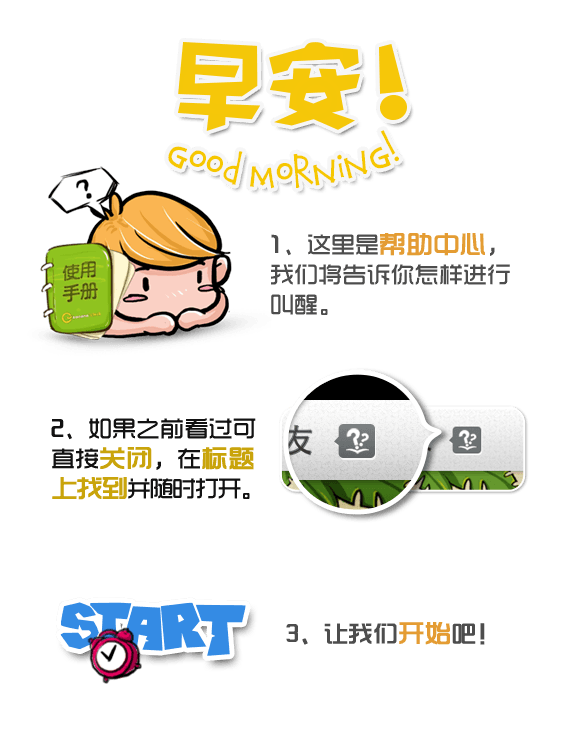 早安！
GOOD MORNING!
?
使用
手册
1、这里是帮助中心，
我们将告诉你怎样进行
叫醒。
2、如果之前看过可
直接关闭，在标题
上找到并随时打开。
友
??
??
START
3、让我们开始吧！